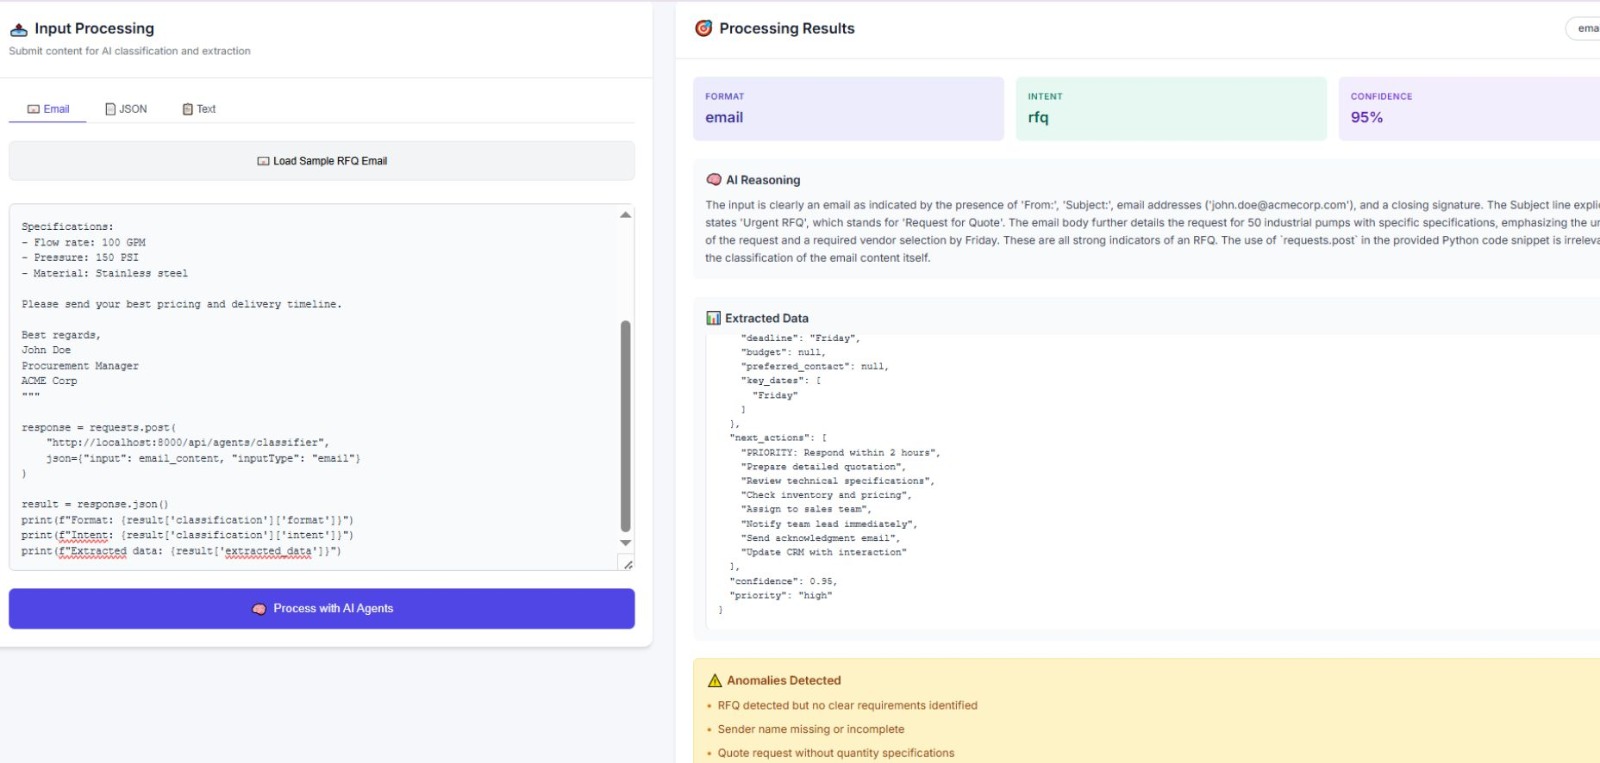 Input Processing
Submit content for AI classification and extraction
Email
JSON
Text
Load Sample RFQ Email
Specifications:
- Flow rate: 100 GPM
- Pressure: 150 PSI
- Material: Stainless steel
Please send your best pricing and delivery timeline.
Best regards,
John Doe
Procurement Manager
ACME Corp
"""
response = requests.post(
"http://localhost:8000/api/agents/classifier",
json={"input": email_content, "inputType": "email"}
)
result = response.json()
print(f"Format: {result['classification']['format']}")
print(f"Intent: {result['classification']['intent']}")
print(f"Extracted data: {result['extracted_data']}")
Process with AI Agents
Processing Results
emai
FORMAT
email
INTENT
rfq
CONFIDENCE
95%
AI Reasoning
The input is clearly an email as indicated by the presence of 'From:', 'Subject:', email addresses ('john.doe@acmecorp.com'), and a closing signature. The Subject line expli
states 'Urgent RFQ', which stands for 'Request for Quote'. The email body further details the request for 50 industrial pumps with specific specifications, emphasizing the ur
of the request and a required vendor selection by Friday. These are all strong indicators of an RFQ. The use of `requests.post` in the provided Python code snippet is irreleva
the classification of the email content itself.
Extracted Data
"deadline": "Friday",
"budget": null,
"preferred_contact": null,
"key_dates": [
"Friday"
]
},
"next_actions": [
"PRIORITY: Respond within 2 hours",
"Prepare detailed quotation",
"Review technical specifications",
"Check inventory and pricing",
"Assign to sales team",
"Notify team lead immediately",
"Send acknowledgment email",
"Update CRM with interaction"
],
"confidence": 0.95,
"priority": "high"
}
Anomalies Detected
• RFQ detected but no clear requirements identified
• Sender name missing or incomplete
• Quote request without quantity specifications